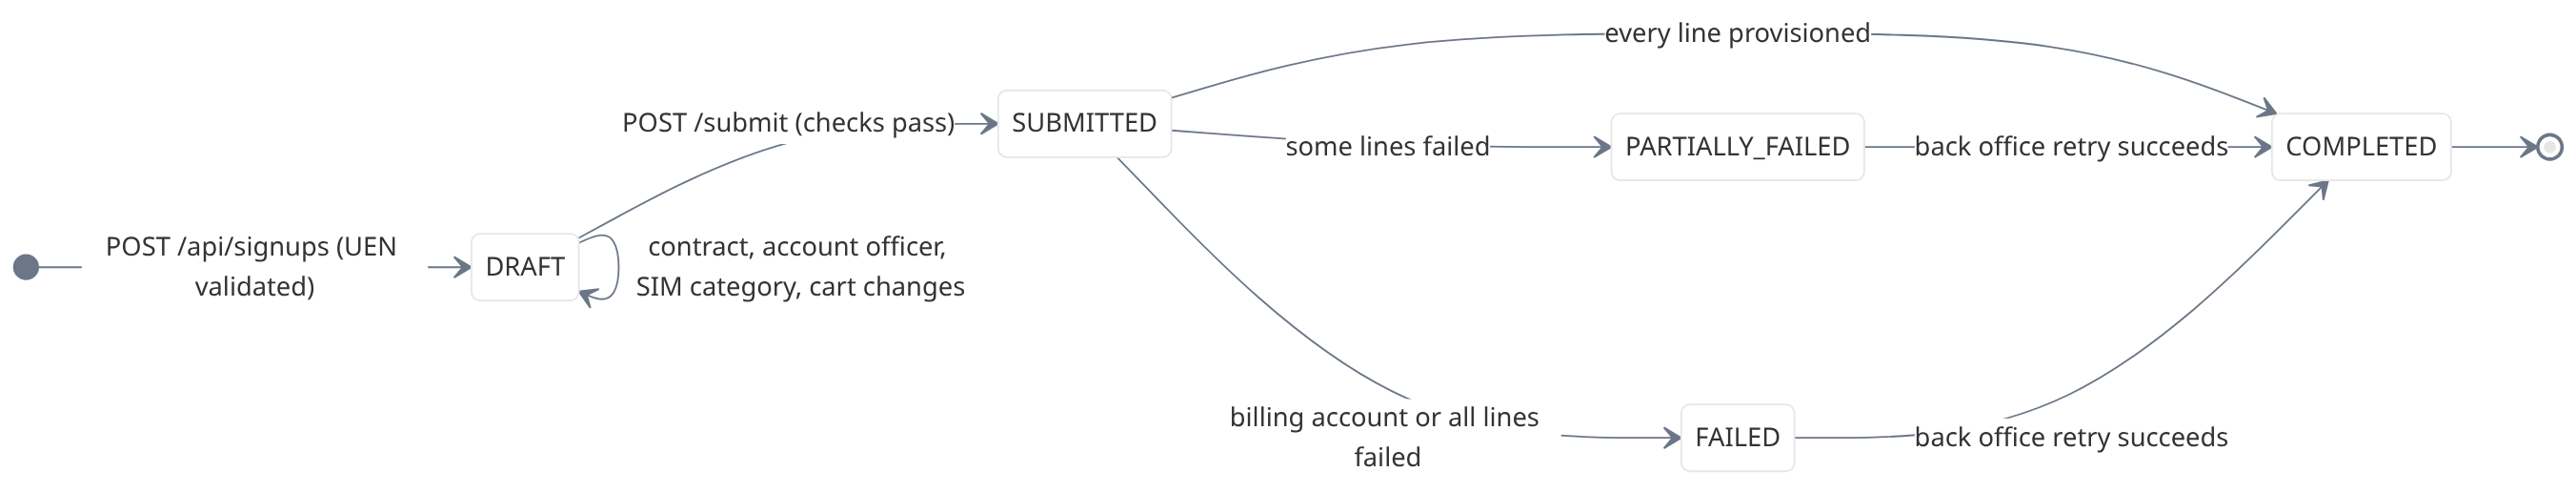 every line provisioned
POST /submit (checks pass)
SUBMITTED
some lines failed
PARTIALLY_FAILED
back office retry succeeds
COMPLETED
POST /api/signups (UEN
validated)
DRAFT
contract, account officer,
SIM category, cart changes
billing account or all lines
failed
FAILED
back office retry succeeds